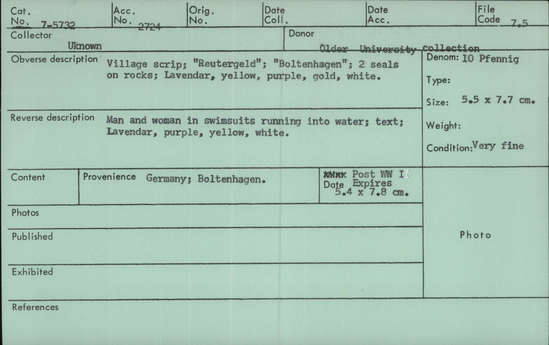 Cat. No. 7-5732 Acc. No. 2724 Orig. No. Date Coll. Date Acc. File Code 7.5
Collector Uknown Donor Older University collection
Obverse description Village scrip; "Reutergeld"; "Boltenhagen"; 2 seals
on rocks; Lavendar, yellow, purple, gold, white.
Denom: 10 Pfennig
Type:
Size: 5.5 x 7.7 cm.
Reverse description Man and woman in swimsuits running into water; text;
Lavendar, purple, yellow, white.
Weight:
Condition: Very fine
Content Provenience Germany; Boltenhagen. Post WW I
Date Expires
5.4 x 7.8 cm.
Photos
Published
Photo
Exhibited
References